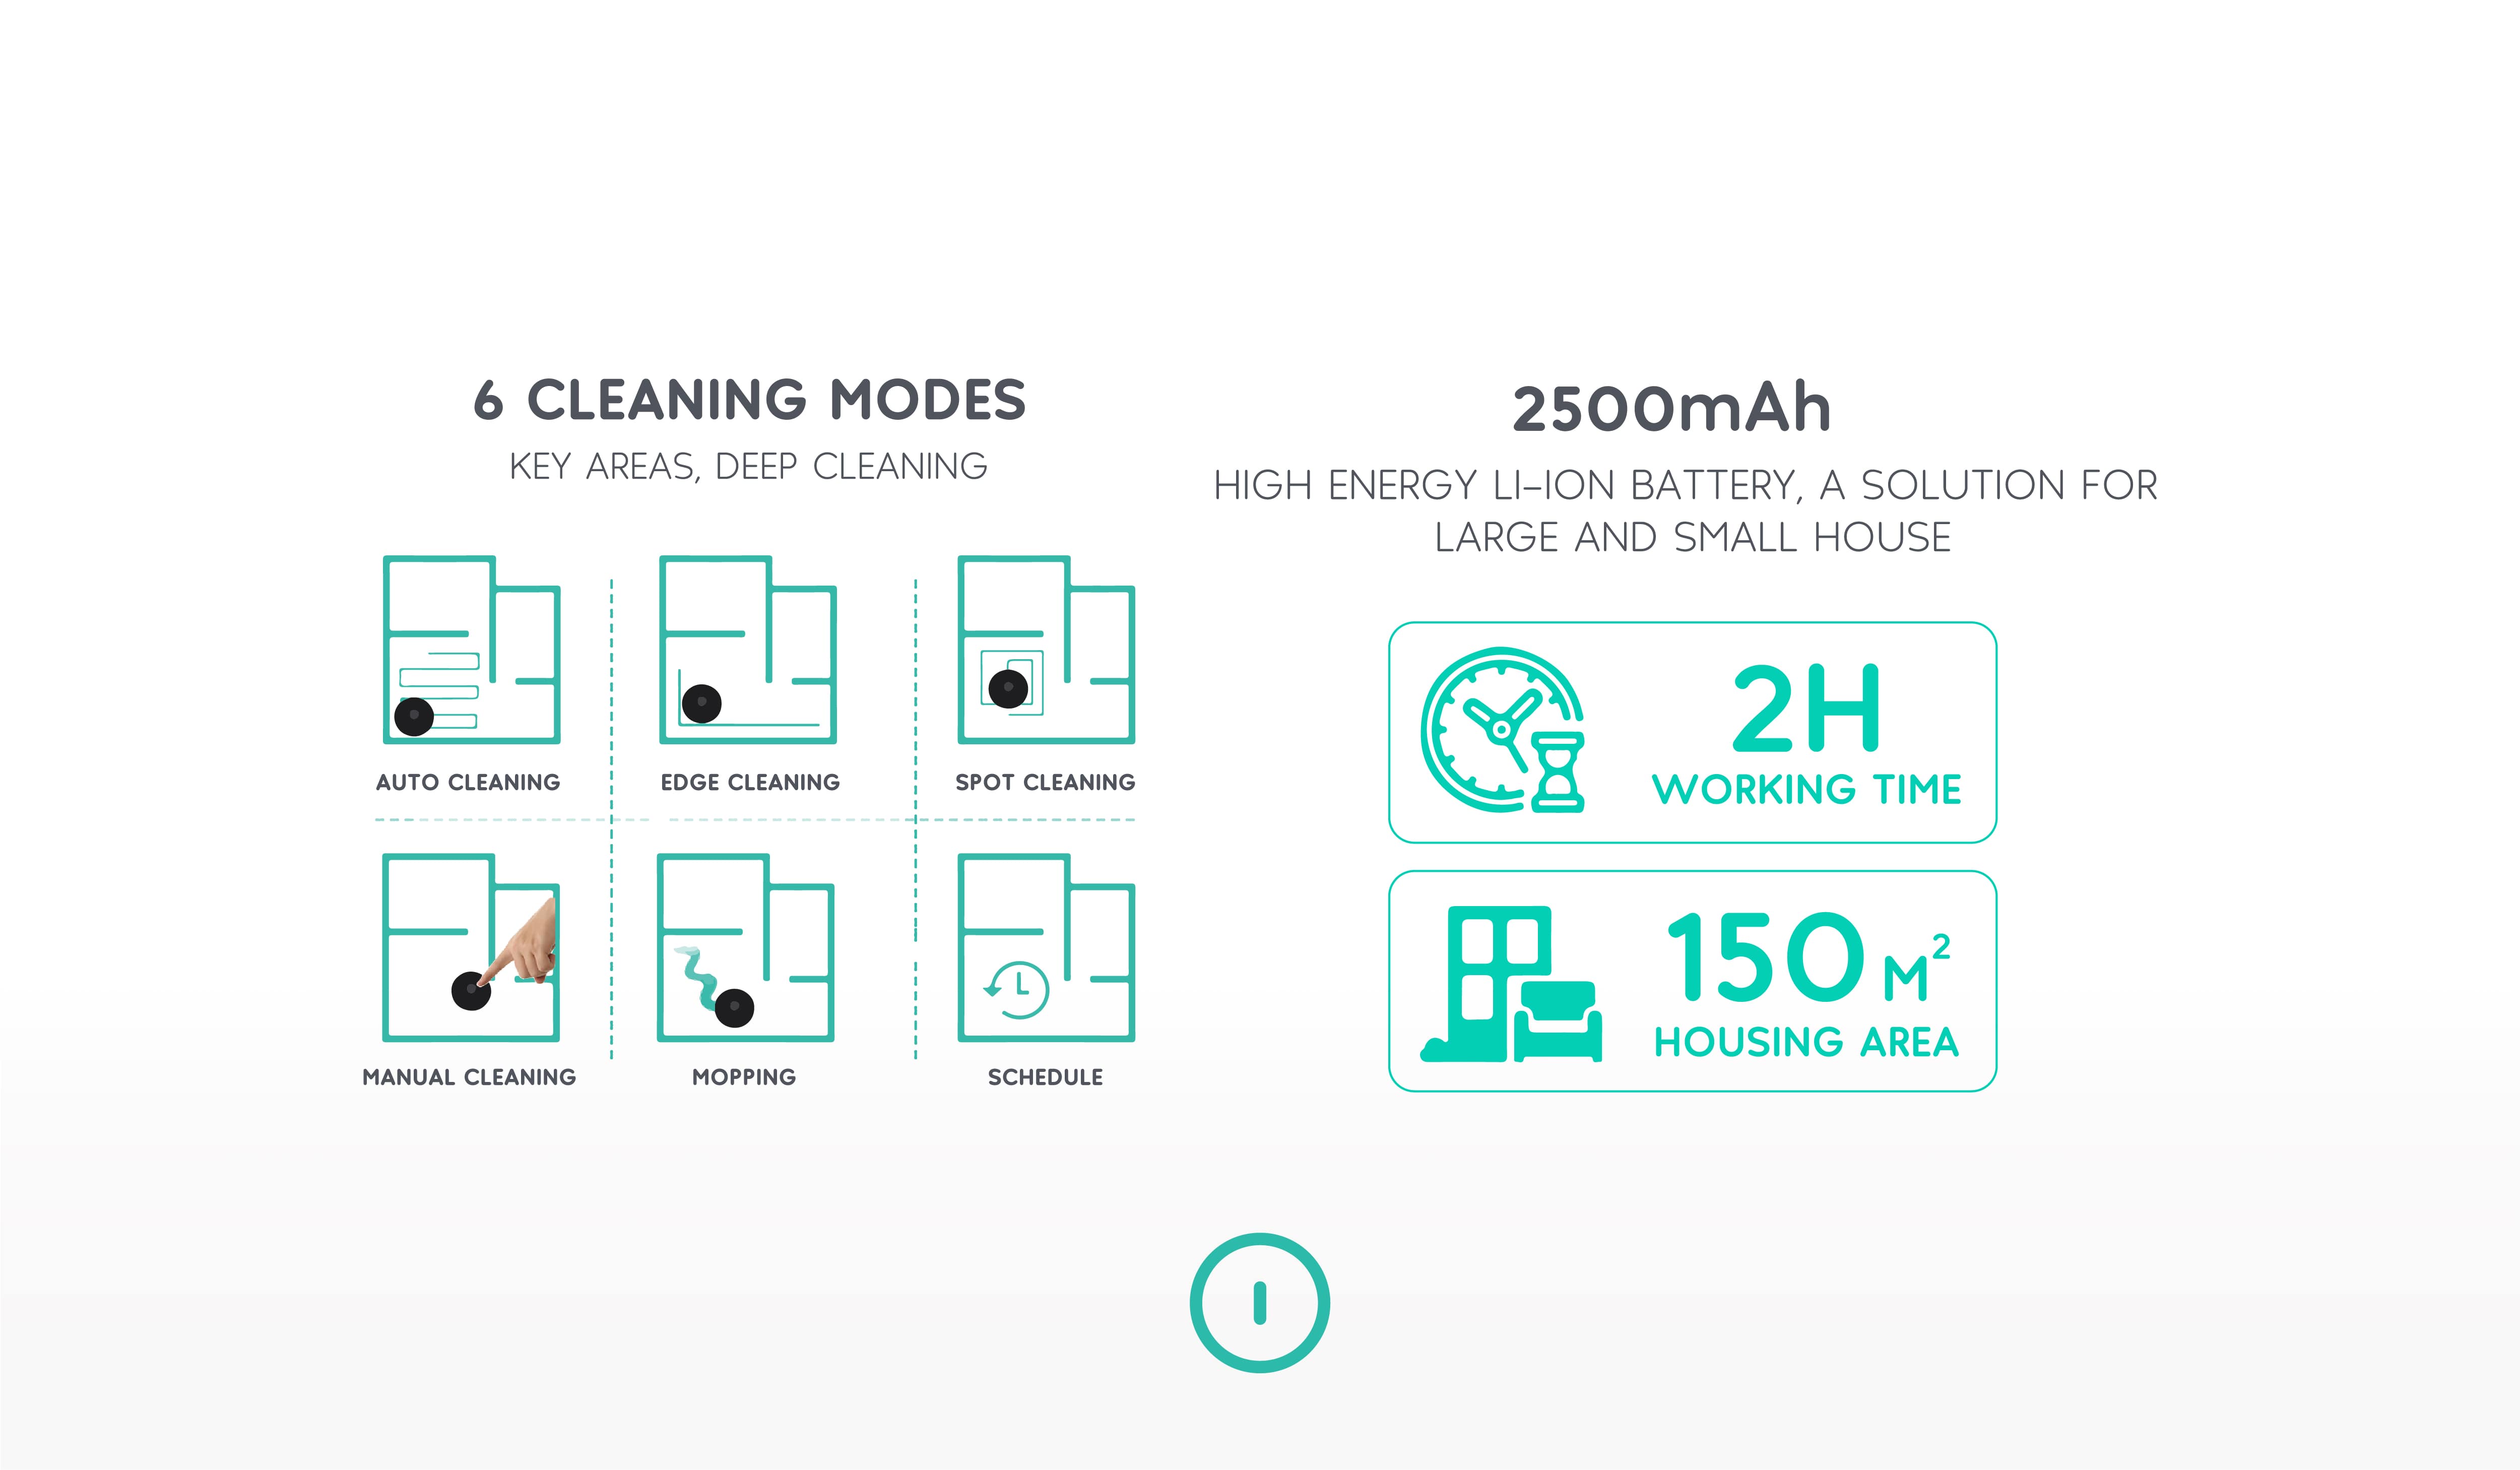 6 CLEANING MODES
KEY AREAS, DEEP CLEANING
AUTO CLEANING
EDGE CLEANING
SPOT CLEANING
MANUAL CLEANING
MOPPING
SCHEDULE
2500mAh
HIGH ENERGY LI-ION BATTERY, A SOLUTION FOR
LARGE AND SMALL HOUSE
2H
WORKING TIME
150 M²
HOUSING AREA